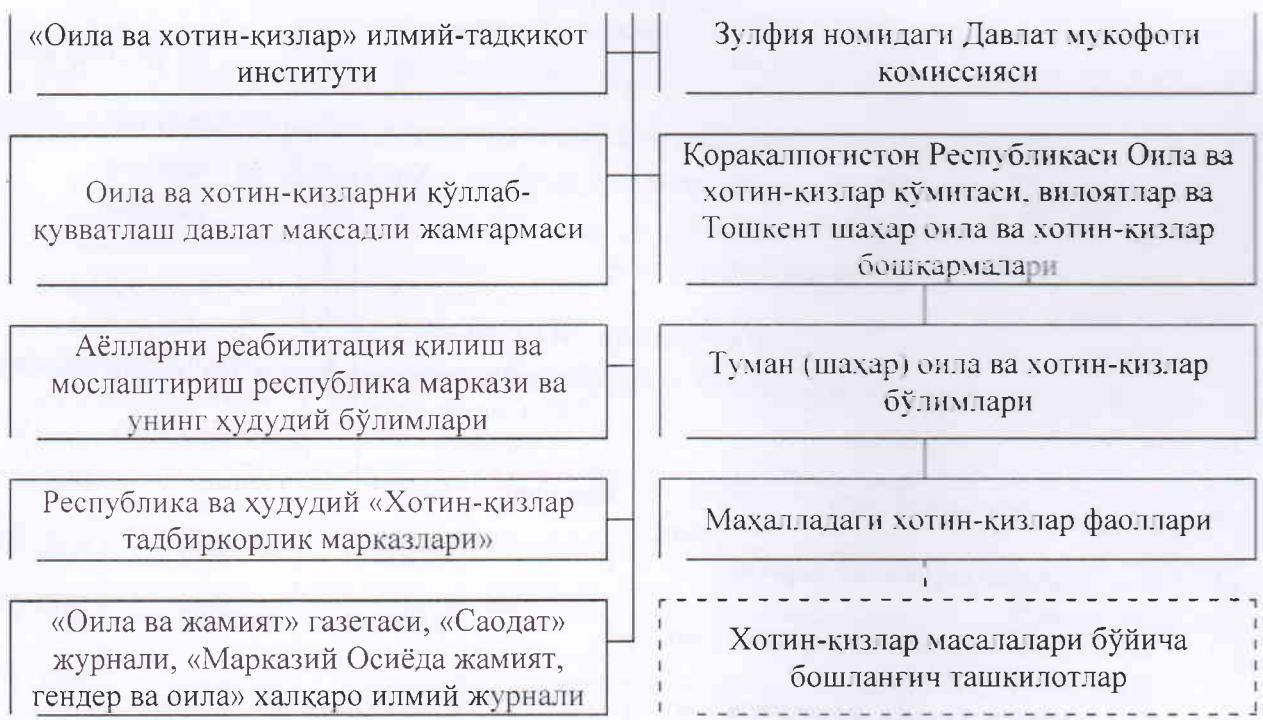 «Оила ва хотин-қизлар» илмий-тадқиқот
институти
Зулфия номидаги Давлат мукофоти
комиссияси
Оила ва хотин-қизларни қўллаб-
қувватлаш давлат мақсадли жамғармаси
Қорақалпоғистон Республикаси Оила ва
хотин-қизлар қўмитаси, вилоятлар ва
Тошкент шаҳар оила ва хотин-қизлар
бошқармалари
Аёлларни реабилитация қилиш ва
мослаштириш республика маркази ва
унинг ҳудудий бўлимлари
Туман (шаҳар) оила ва хотин-қизлар
бўлимлари
Республика ва ҳудудий «Хотин-қизлар
тадбиркорлик марказлари»
Маҳалладаги хотин-қизлар фаоллари
«Оила ва жамият» газетаси, «Саодат»
журнали, «Марказий Осиёда жамият,
гендер ва оила» халқаро илмий журнали
Хотин-қизлар масалалари бўйича
бошланғич ташкилотлар